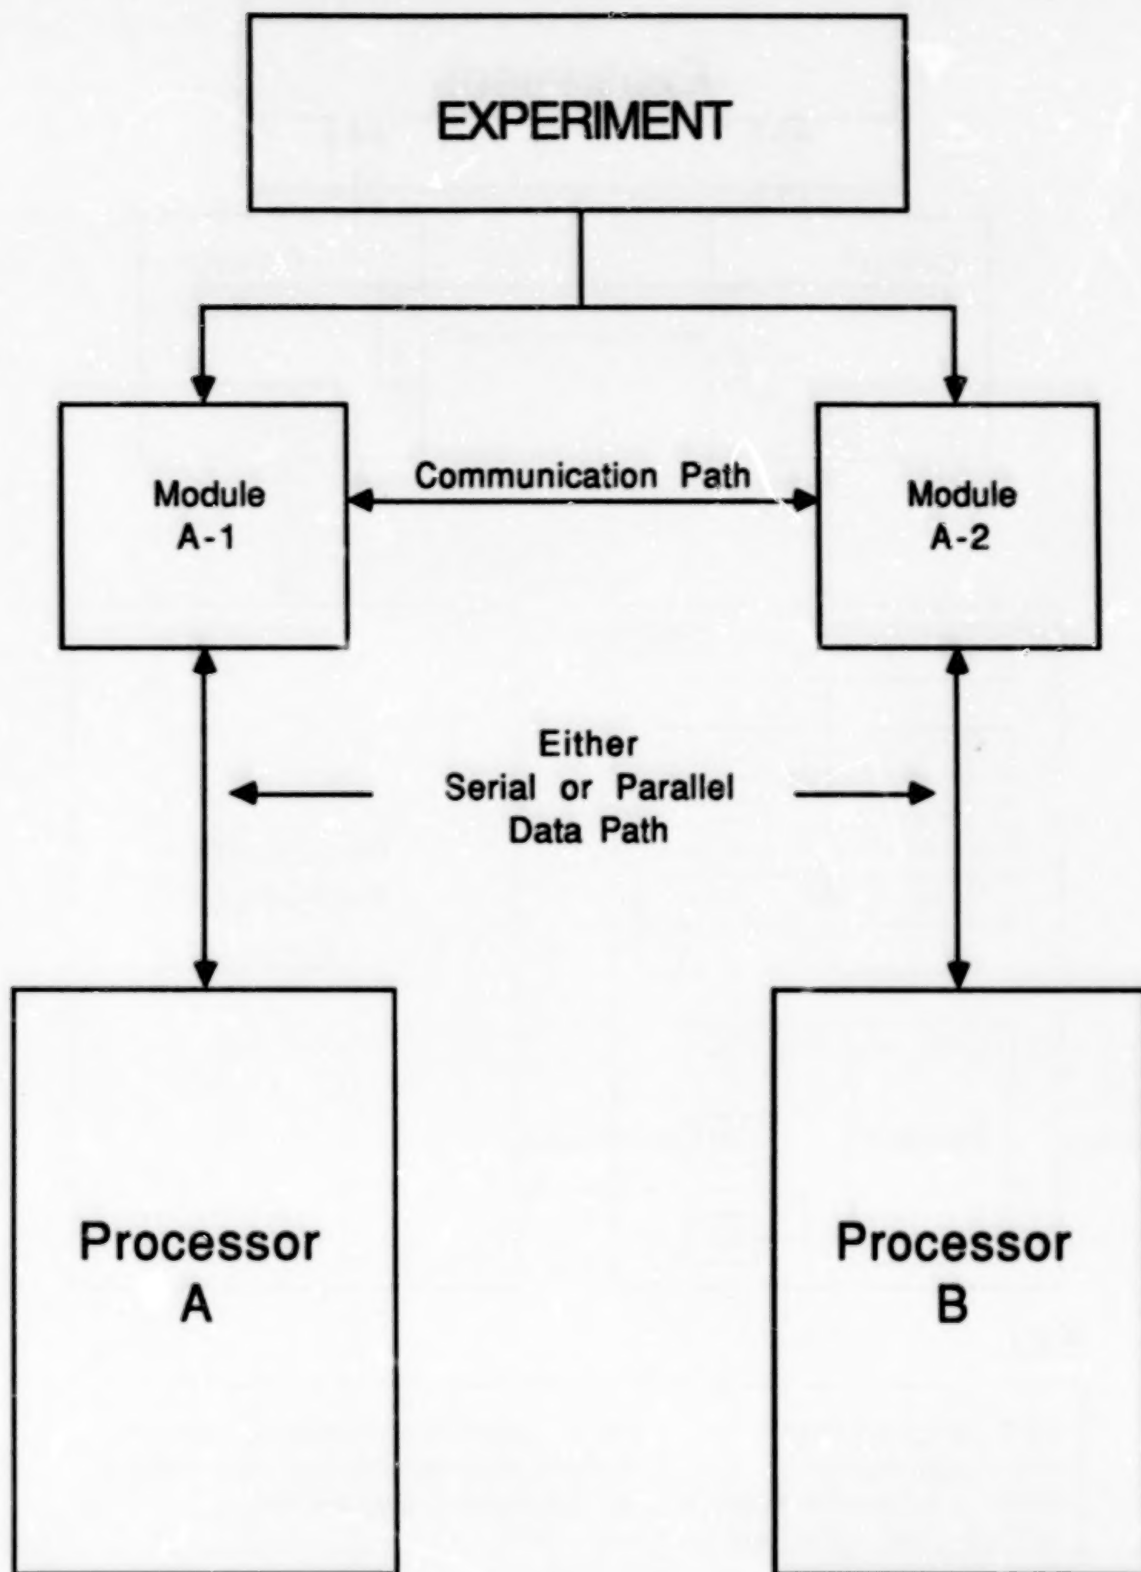 EXPERIMENT
Module
A-1
Communication Path
Module
A-2
Either
Serial or Parallel
Data Path
Processor
A
Processor
B